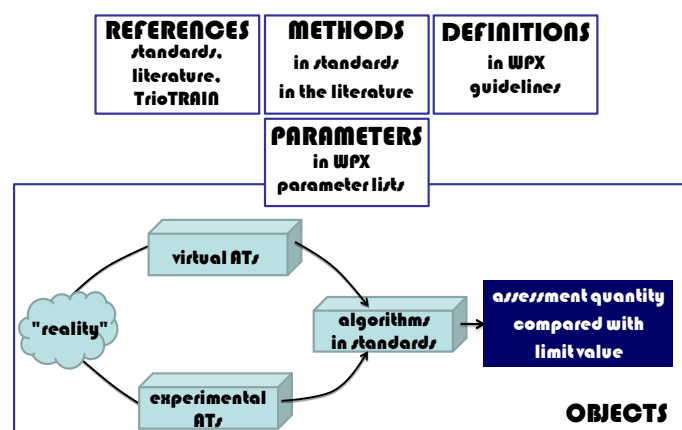 REFERENCES
standards,
literature,
TrioTRAIN
METHODS
in standards
in the literature
DEFINITIONS
in WPX
guidelines
PARAMETERS
in WPX
parameter lists
virtual ATs
"reality"
algorithms
in standards
experimental
ATs
assessment quantity
compared with
limit value
OBJECTS